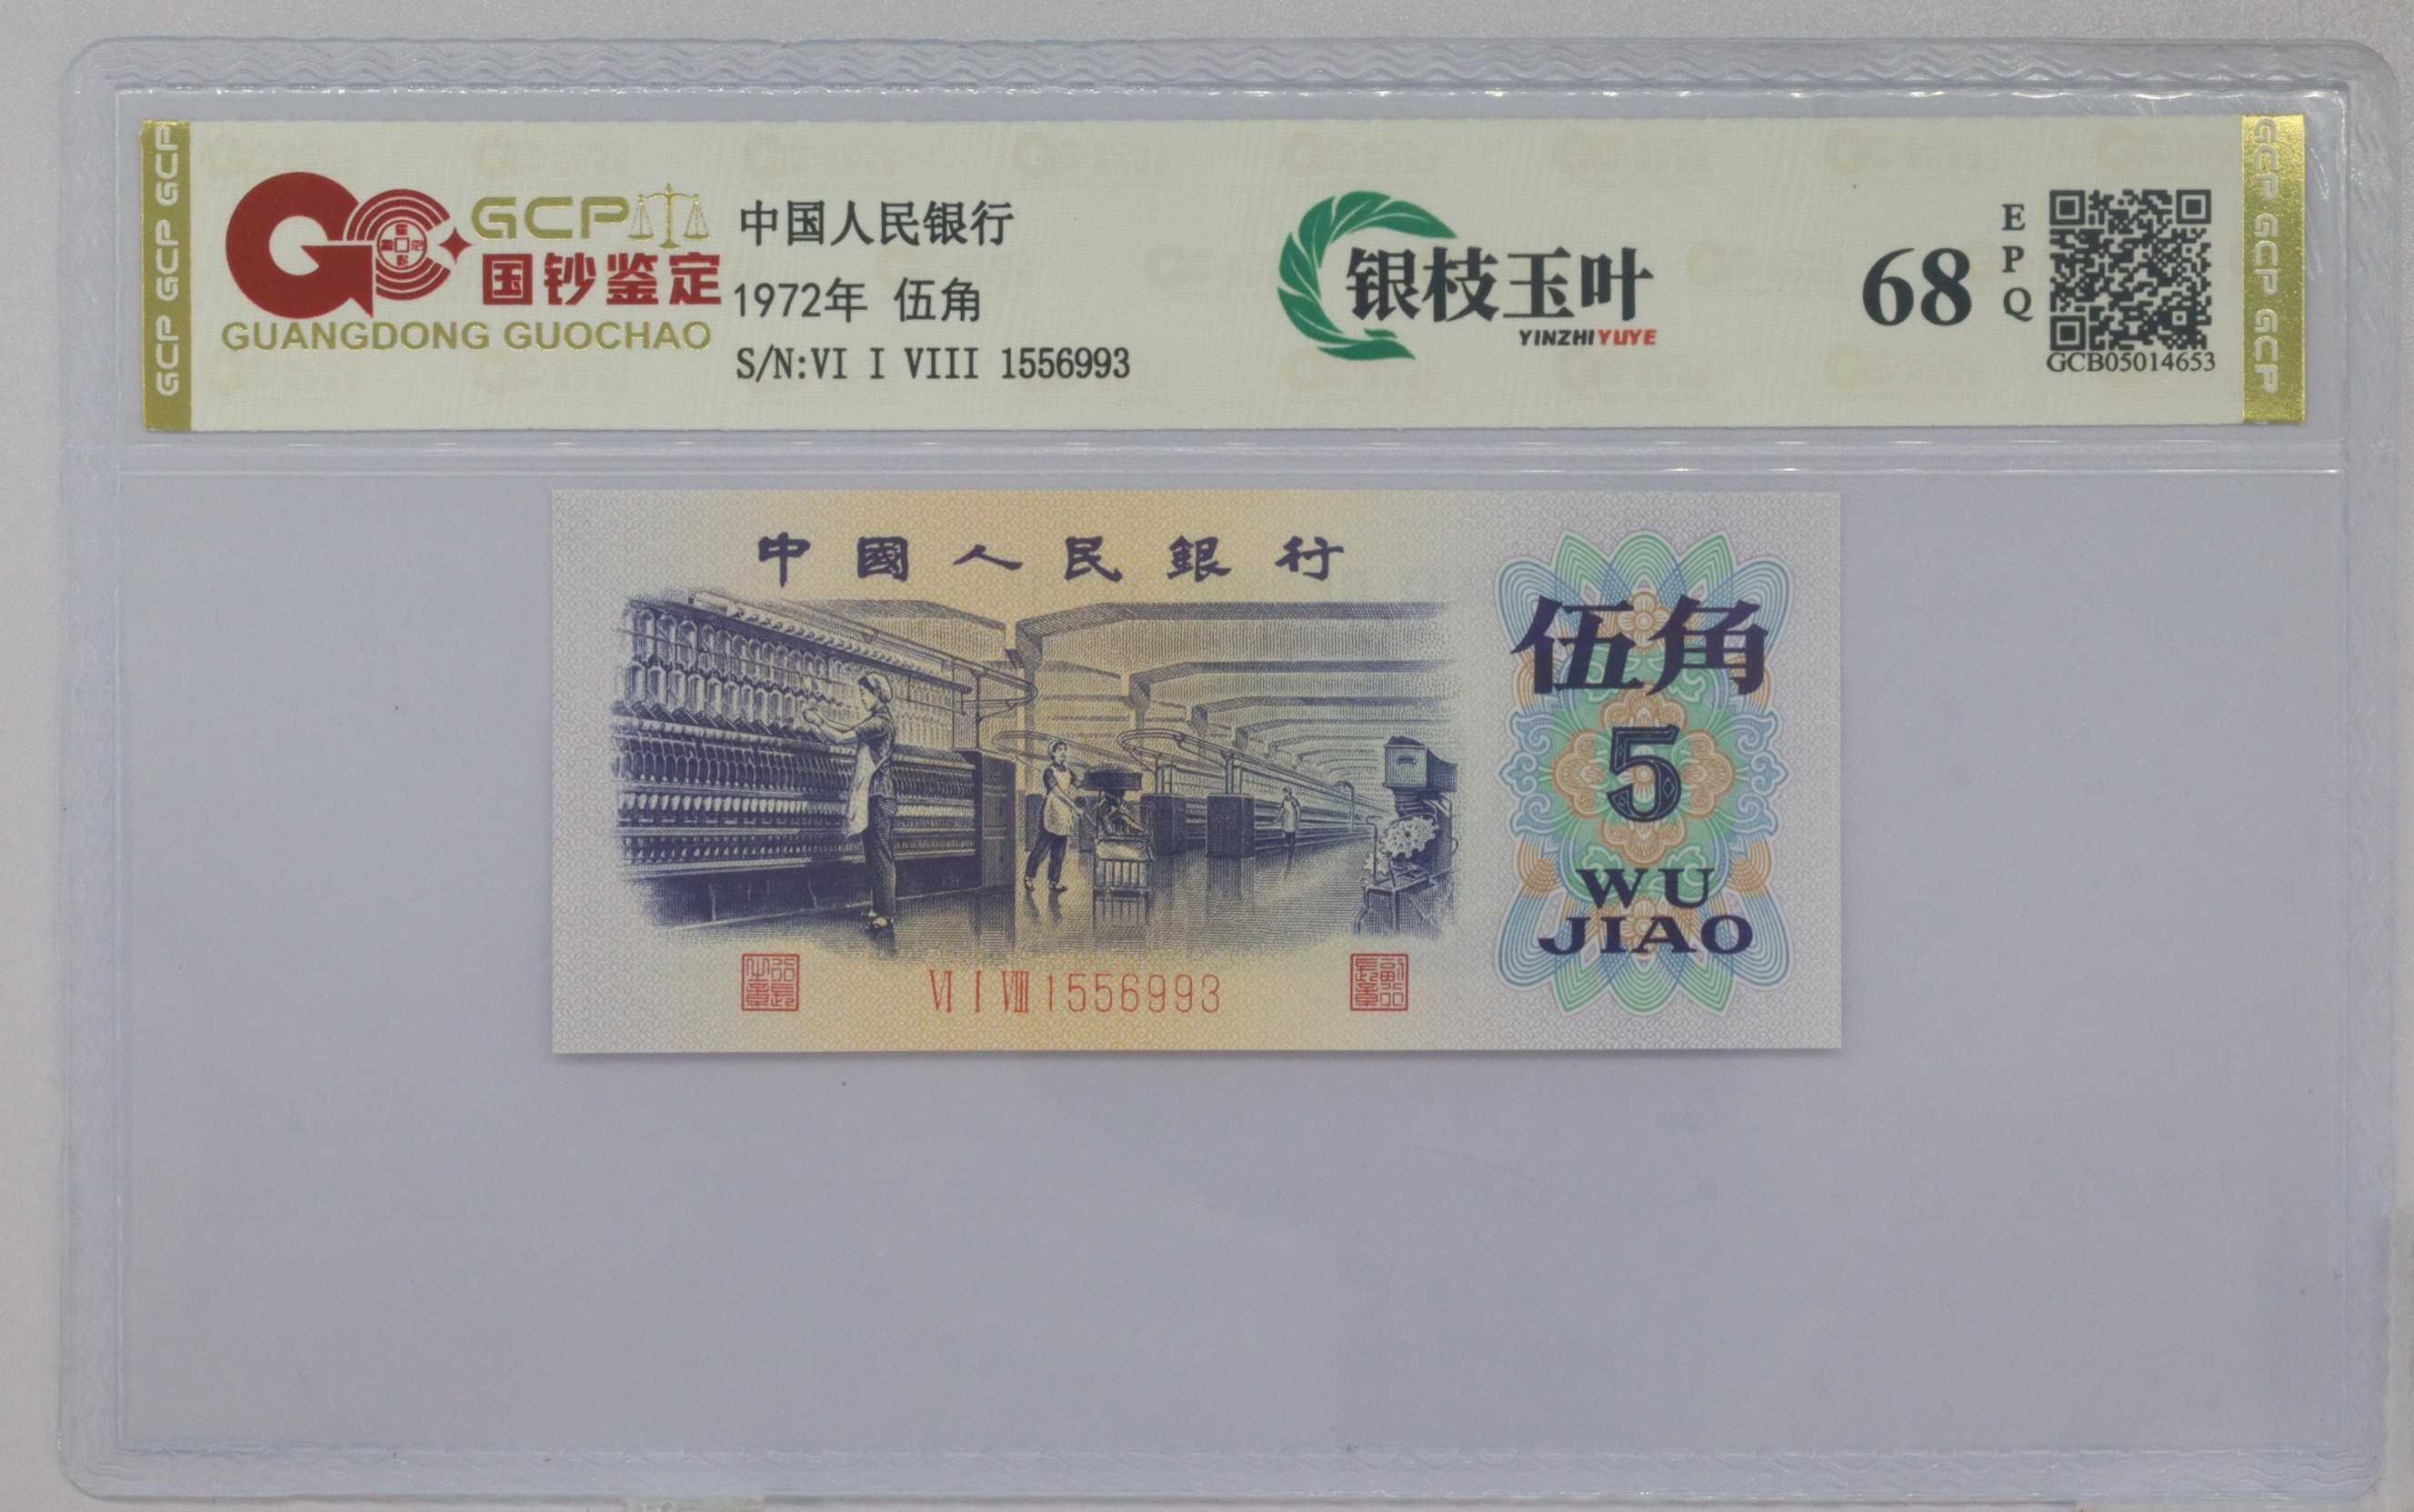 GCP GCP GCP
GCP
国钞鉴定
GUANGDONG GUOCHAO
中国人民银行
1972年 伍角
S/N:VI I VIII 1556993
银枝玉叶
YINZHIYUYE
68
EPQ
GCB05014653
GCP GCP GCP
中國人民銀行
伍角
5
WU
JIAO
VI I VIII 1556993